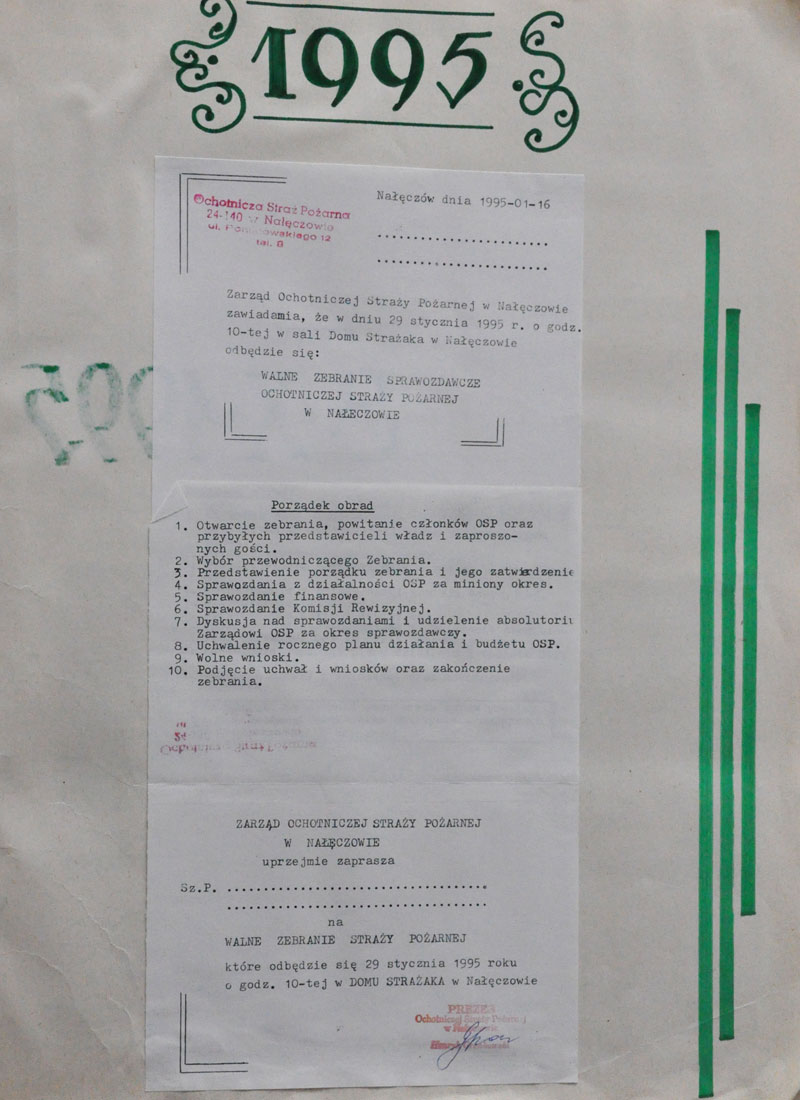 1995
Ochotnicza Straż Pożarna
24-140 w Nałęczowie
ul. 12
tel. 8
Nałęczów dnia 1995-01-16
..........................
..........................
Zarząd Ochotniczej Straży Pożarnej w Nałęczowie
zawiadamia, że w dniu 29 stycznia 1995 r. o godz.
10-tej w sali Domu Strażaka w Nałęczowie
odbędzie się:
WALNE ZEBRANIE SPRAWOZDAWCZE
OCHOTNICZEJ STRAŻY POŻARNEJ
W NAŁECZOWIE
Porządek obrad
1. Otwarcie zebrania, powitanie członków OSP oraz
przybyłych przedstawicieli władz i zaproszo-
nych gości.
2. Wybór przewodniczącego Zebrania.
3. Przedstawienie porządku zebrania i jego zatwierdzenie
4. Sprawozdania z działalności OSP za miniony okres.
5. Sprawozdanie finansowe.
6. Sprawozdanie Komisji Rewizyjnej.
7. Dyskusja nad sprawozdaniami i udzielenie absolutoriu
Zarządowi OSP za okres sprawozdawczy.
8. Uchwalenie rocznego planu działania i budżetu OSP.
9. Wolne wnioski.
10. Podjęcie uchwał i wniosków oraz zakończenie
zebrania.
ZARZĄD OCHOTNICZEJ STRAŻY POŻARNEJ
W NAŁĘCZOWIE
uprzejmie zaprasza
Sz.P. ..................................
..................................
na
WALNE ZEBRANIE STRAŻY POŻARNEJ
które odbędzie się 29 stycznia 1995 roku
o godz. 10-tej w DOMU STRAŻAKA w Nałęczowie
PREZES
Ochotniczej Straży Pożarnej
w Nałęczowie